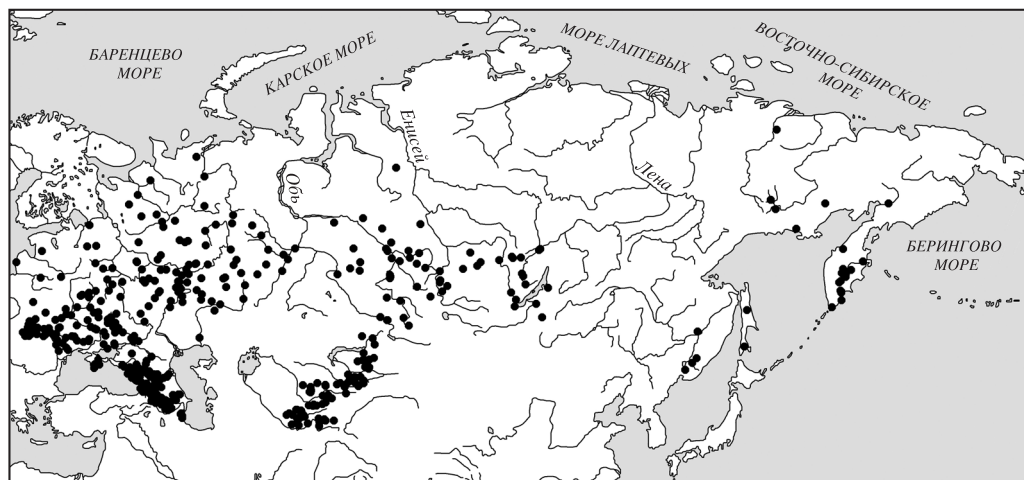 БАРЕНЦЕВО
МОРЕ
КАРСКОЕ МОРЕ
МОРЕ ЛАПТЕВЫХ
ВОСТОЧНО-СИБИРСКОЕ
МОРЕ
Енисей
Обь
Лена
БЕРИНГОВО
МОРЕ